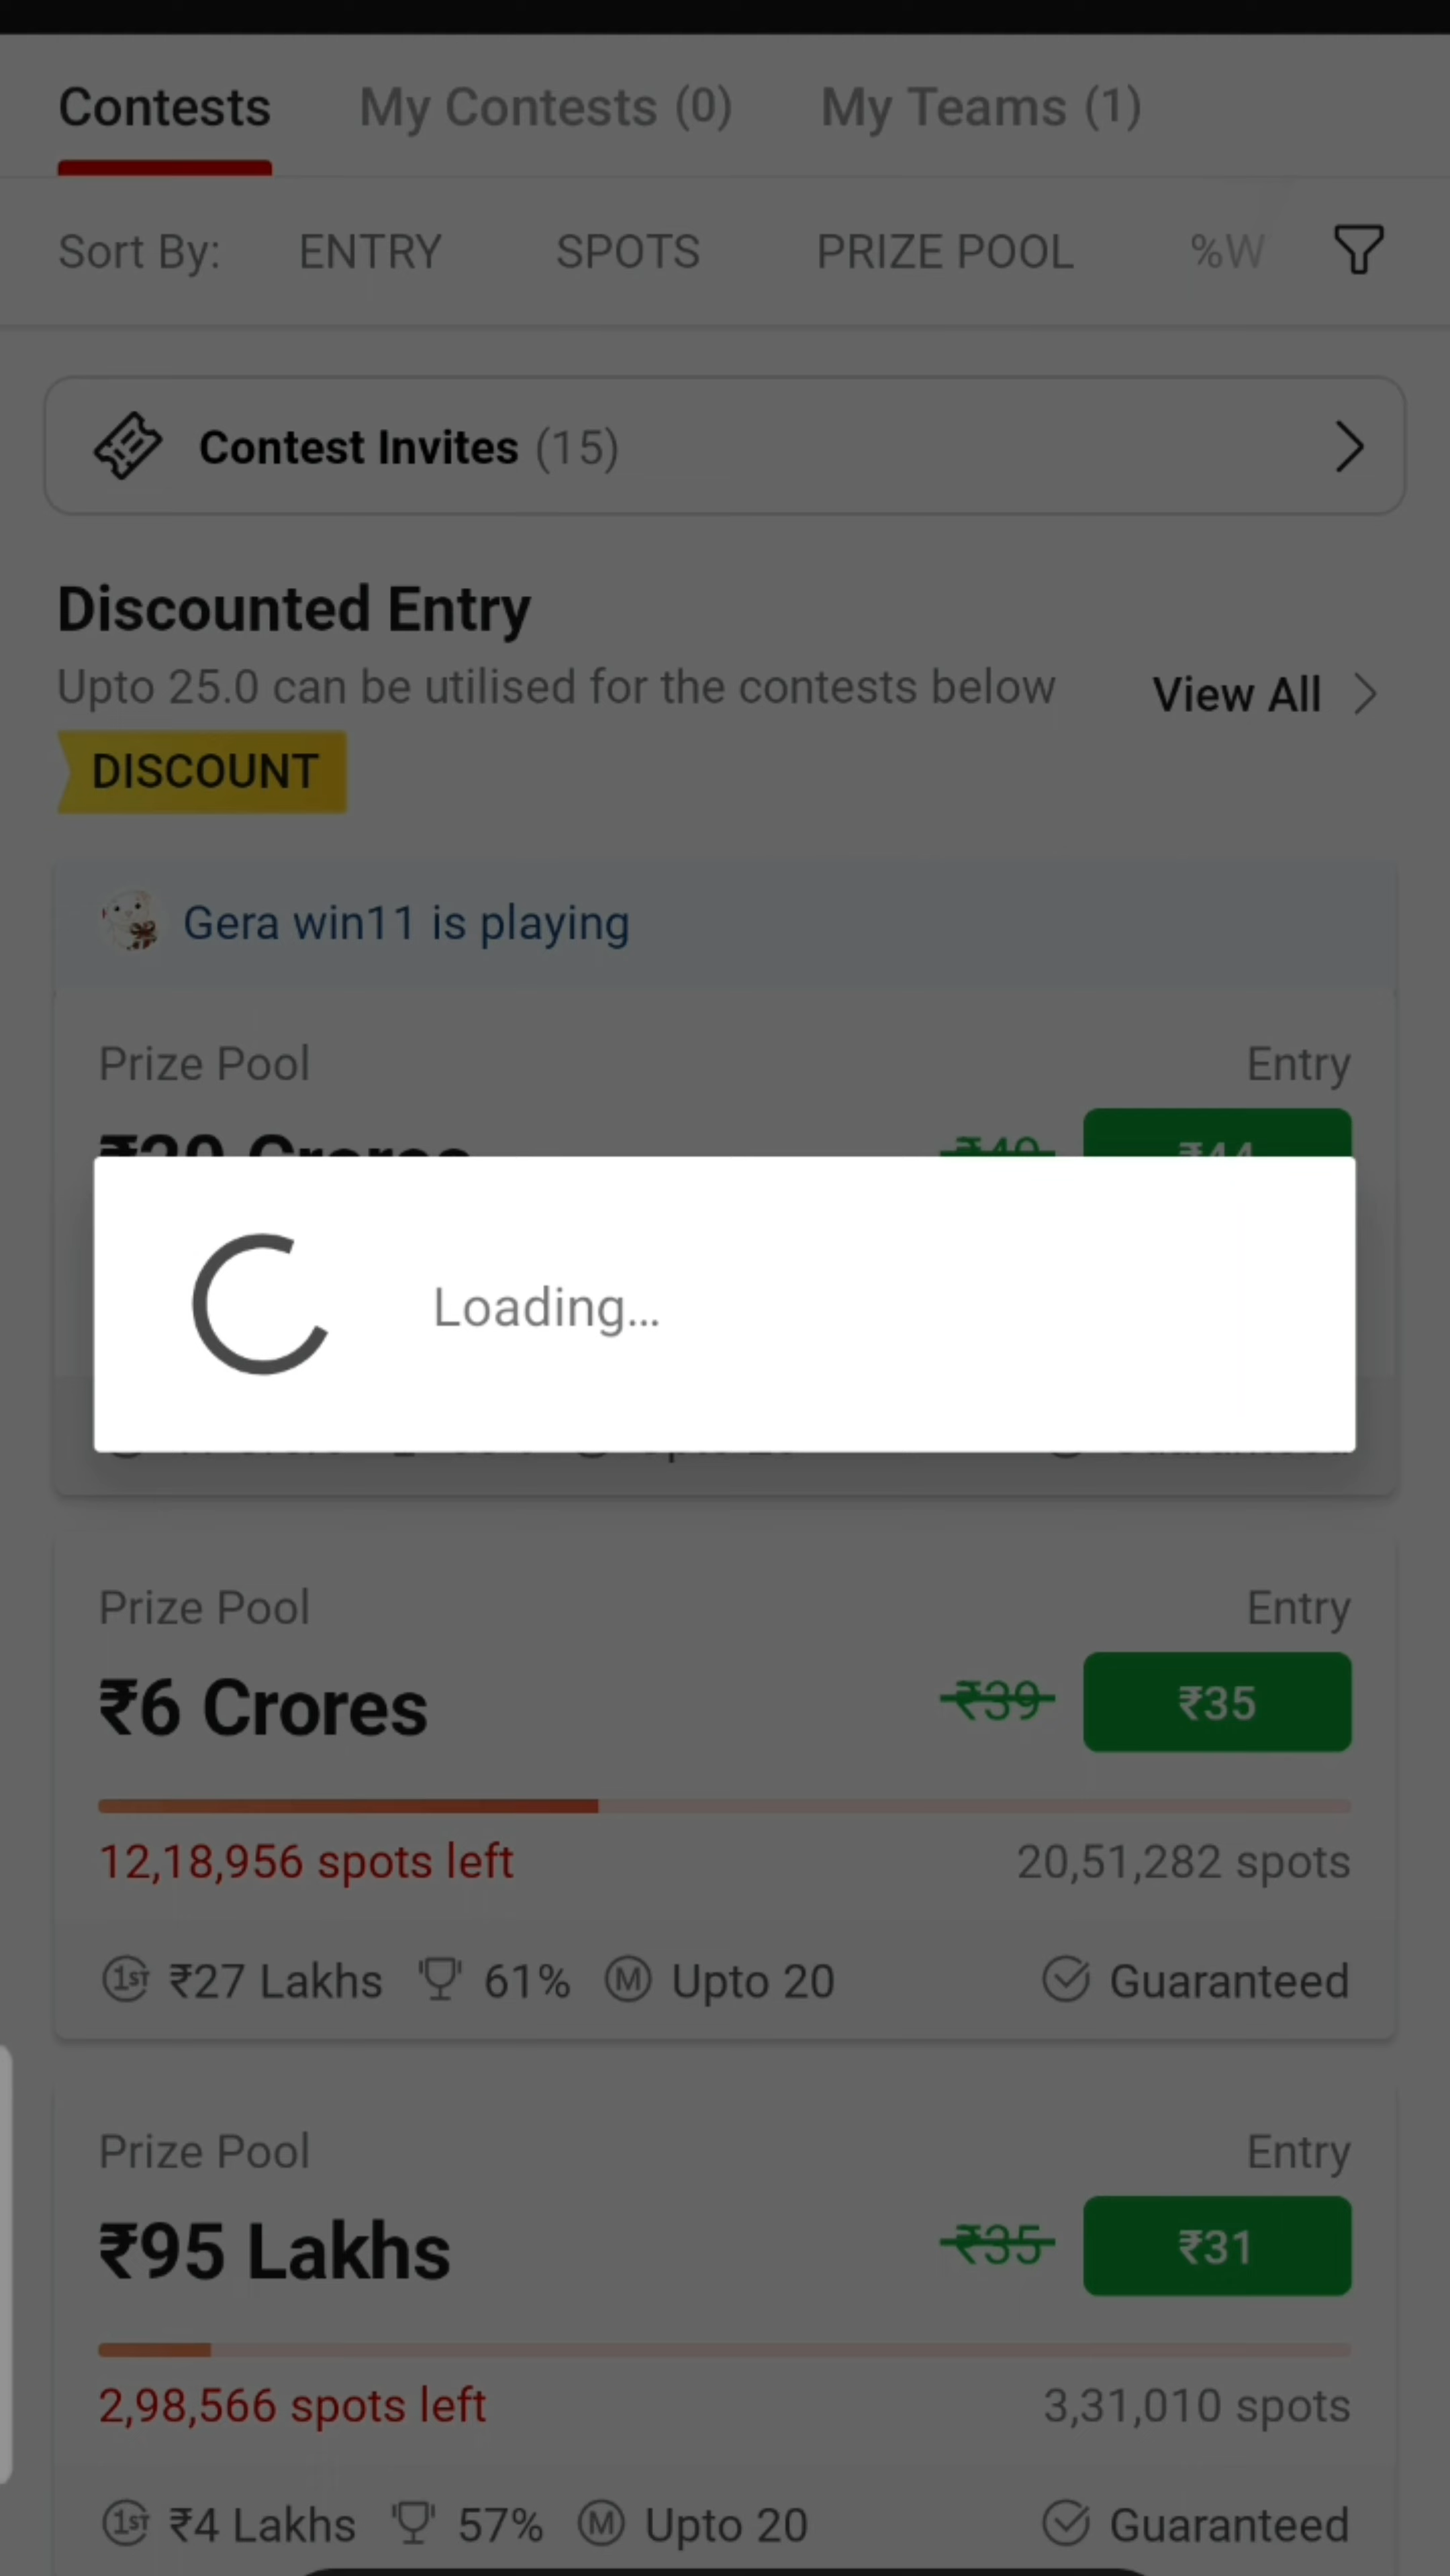 Contests My Contests (0) My Teams (1)
Sort By: ENTRY SPOTS PRIZE POOL %W
Contest Invites (15)
Discounted Entry
Upto 25.0 can be utilised for the contests below
View All
DISCOUNT
Gera win11 is playing
Prize Pool Entry
Loading...
Prize Pool Entry
₹6 Crores ₹39 ₹35
12,18,956 spots left 20,51,282 spots
1ST ₹27 Lakhs 61% M Upto 20 Guaranteed
Prize Pool Entry
₹95 Lakhs ₹35 ₹31
2,98,566 spots left 3,31,010 spots
1ST ₹4 Lakhs 57% M Upto 20 Guaranteed